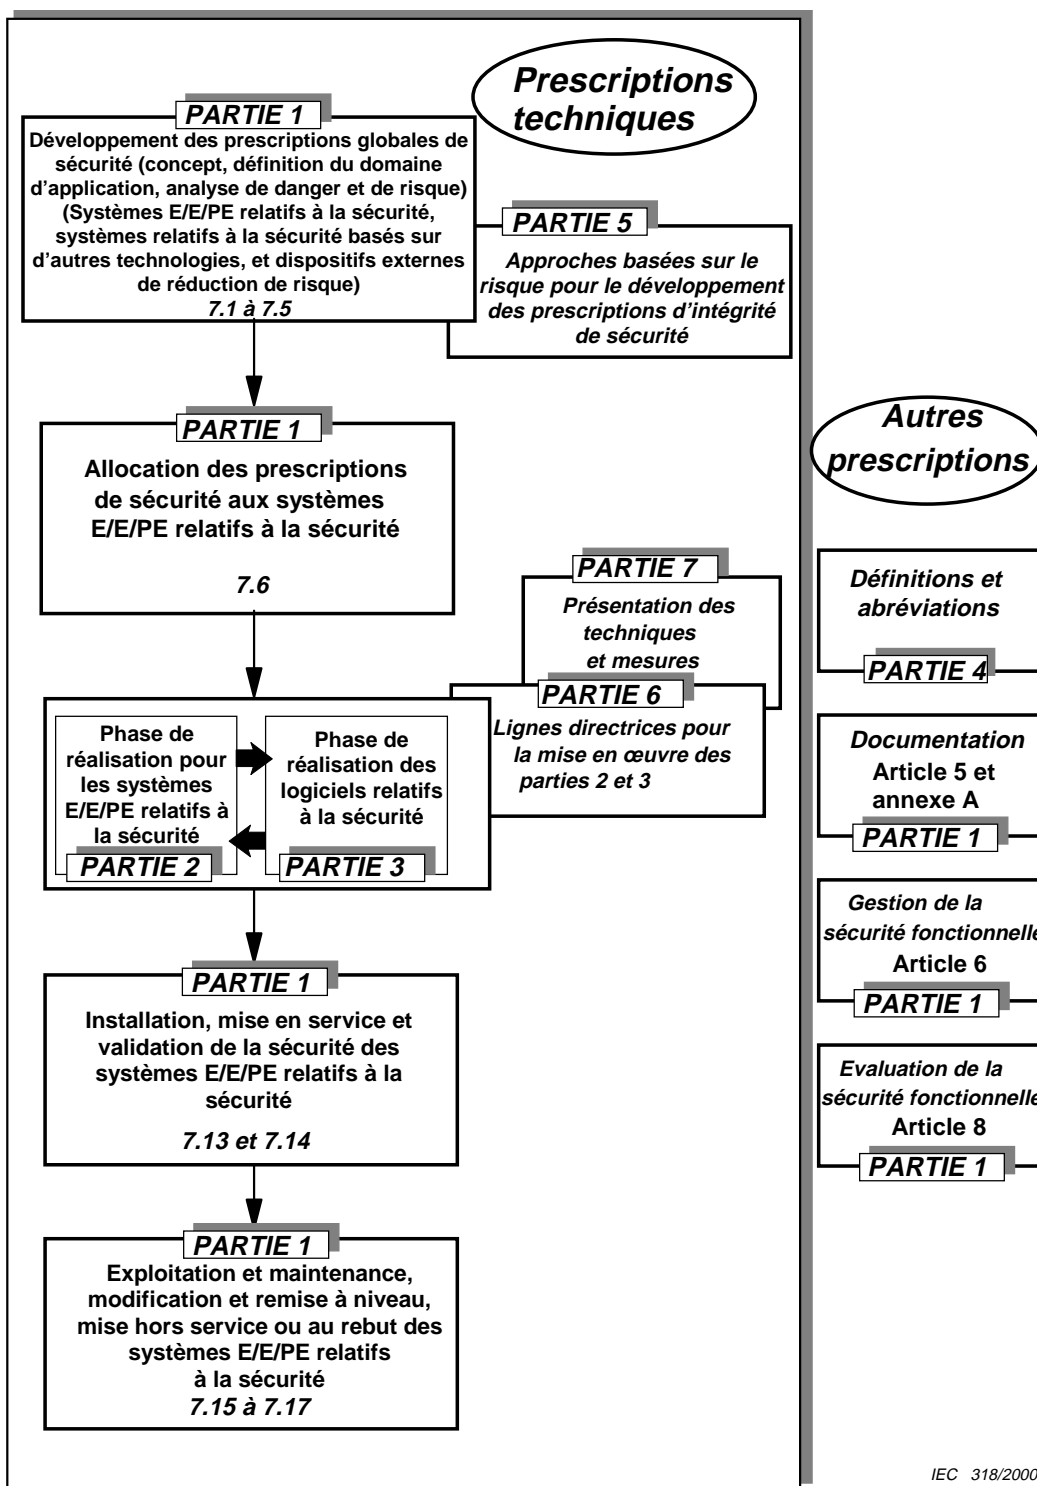 Prescriptions
techniques
PARTIE 1
Développement des prescriptions globales de
sécurité (concept, définition du domaine
d'application, analyse de danger et de risque)
(Systèmes E/E/PE relatifs à la sécurité,
systèmes relatifs à la sécurité basés sur
d'autres technologies, et dispositifs externes
de réduction de risque)
7.1 à 7.5
PARTIE 5
Approches basées sur le
risque pour le développement
des prescriptions d'intégrité
de sécurité
PARTIE 1
Allocation des prescriptions
de sécurité aux systèmes
E/E/PE relatifs à la sécurité
7.6
PARTIE 7
Présentation des
techniques
et mesures
PARTIE 6
Lignes directrices pour
la mise en œuvre des
parties 2 et 3
Phase de
réalisation pour
les systèmes
E/E/PE relatifs à
la sécurité
PARTIE 2
Phase de
réalisation des
logiciels relatifs
à la sécurité
PARTIE 3
PARTIE 1
Installation, mise en service et
validation de la sécurité des
systèmes E/E/PE relatifs à la
sécurité
7.13 et 7.14
PARTIE 1
Exploitation et maintenance,
modification et remise à niveau,
mise hors service ou au rebut des
systèmes E/E/PE relatifs
à la sécurité
7.15 à 7.17
Autres
prescriptions
Définitions et
abréviations
PARTIE 4
Documentation
Article 5 et
annexe A
PARTIE 1
Gestion de la
sécurité fonctionnelle
Article 6
PARTIE 1
Evaluation de la
sécurité fonctionnelle
Article 8
PARTIE 1
IEC 318/2000